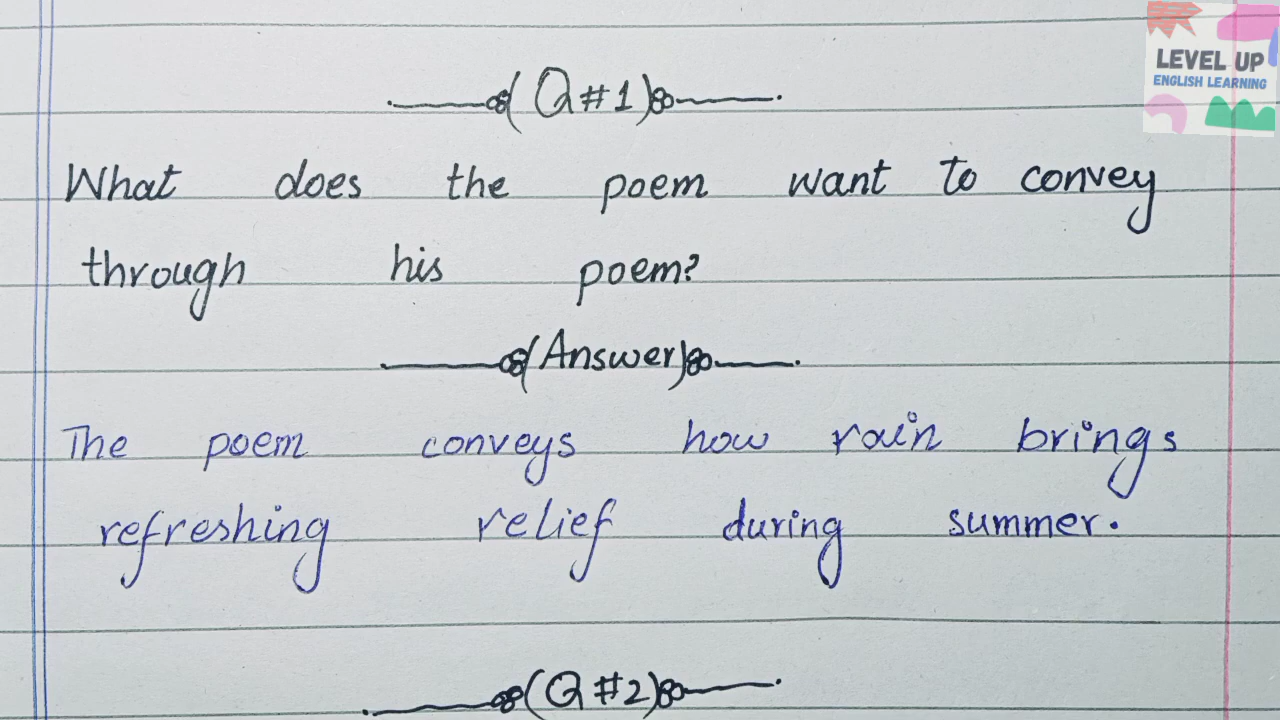 LEVEL UP
ENGLISH LEARNING
(Q#1)
What does the poem want to convey
through his poem?
(Answer)
The poem conveys how rain brings
refreshing relief during summer.
(Q#2)